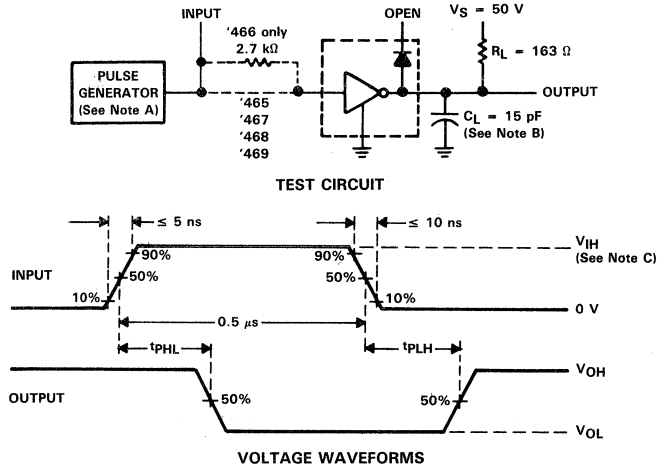 INPUT
'466 only
2.7 kΩ
OPEN
VS = 50 V
RL = 163 Ω
PULSE
GENERATOR
(See Note A)
'465
'467
'468
'469
OUTPUT
CL = 15 pF
(See Note B)
TEST CIRCUIT
≤ 5 ns
≤ 10 ns
INPUT
90%
50%
10%
90%
50%
10%
VIH
(See Note C)
0 V
0.5 μs
tPHL
tPLH
OUTPUT
50%
50%
VOH
VOL
VOLTAGE WAVEFORMS